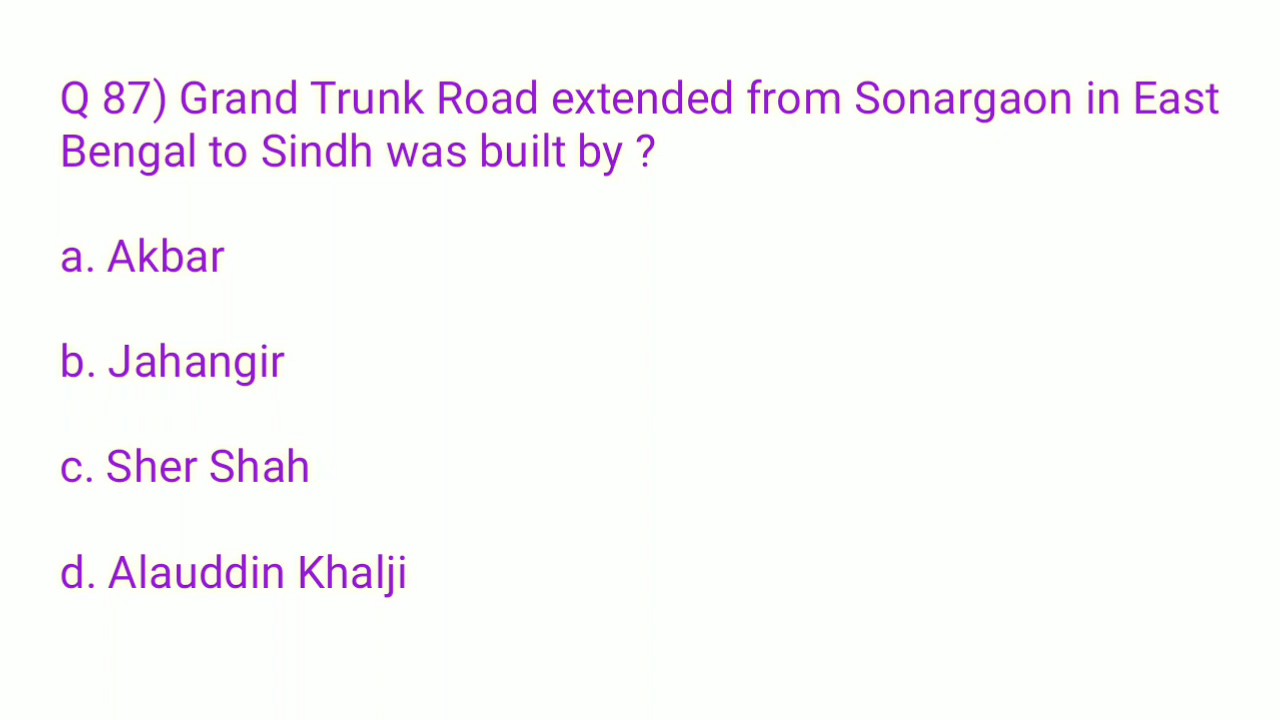 Q 87) Grand Trunk Road extended from Sonargaon in East
Bengal to Sindh was built by ?
a. Akbar
b. Jahangir
c. Sher Shah
d. Alauddin Khalji